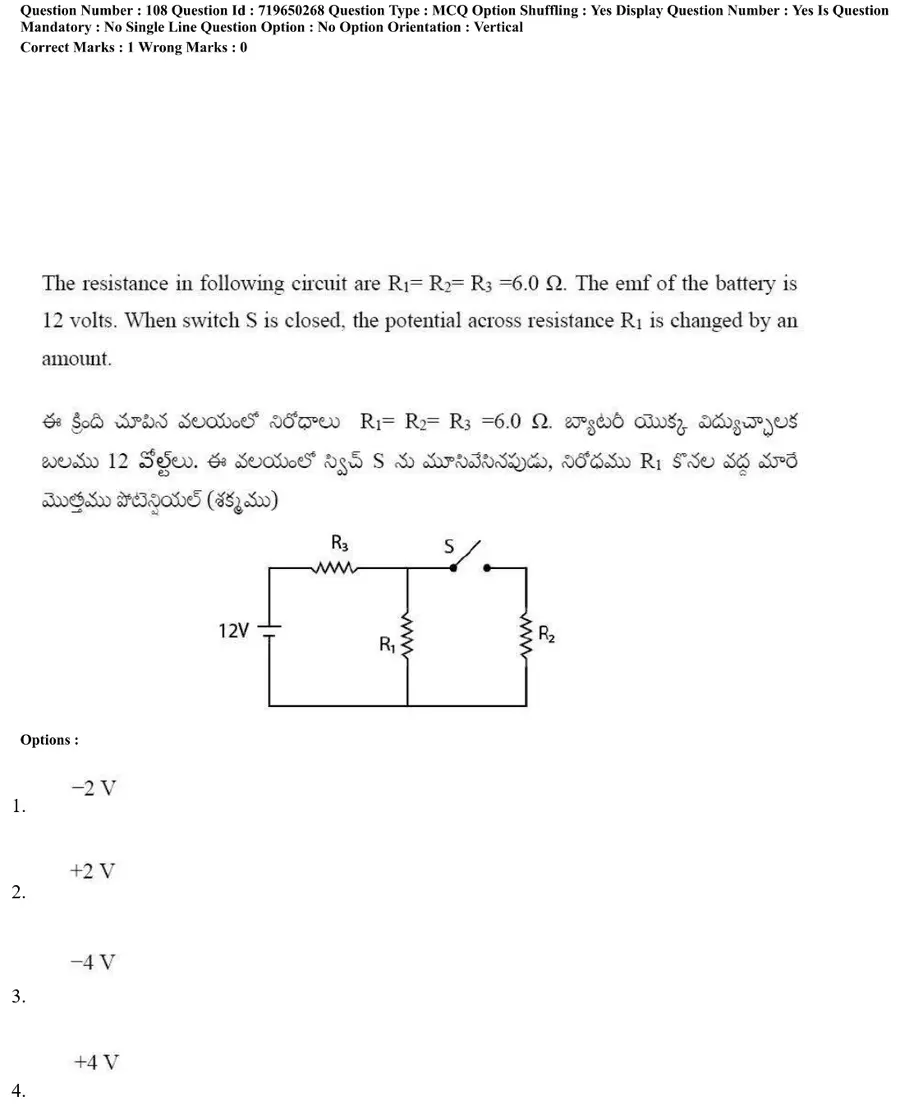 Question Number : 108 Question Id : 719650268 Question Type : MCQ Option Shuffling : Yes Display Question Number : Yes Is Question
Mandatory : No Single Line Question Option : No Option Orientation : Vertical
Correct Marks : 1 Wrong Marks : 0
The resistance in following circuit are R1= R2= R3 =6.0 Ω. The emf of the battery is
12 volts. When switch S is closed, the potential across resistance R1 is changed by an
amount.
ఈ క్రింది చూపిన వలయంలో నిరోధాలు R1= R2= R3 =6.0 Ω. బ్యాటరీ యొక్క విద్యుచ్ఛాలక
బలము 12 వోల్ట్‌లు. ఈ వలయంలో స్విచ్ S ను మూసివేసినపుడు, నిరోధము R1 కొనల వద్ద మారే
మొత్తము పొటెన్షియల్ (శక్మము)
R3
S
12V
R1
R2
Options :
−2 V
1.
+2 V
2.
−4 V
3.
+4 V
4.